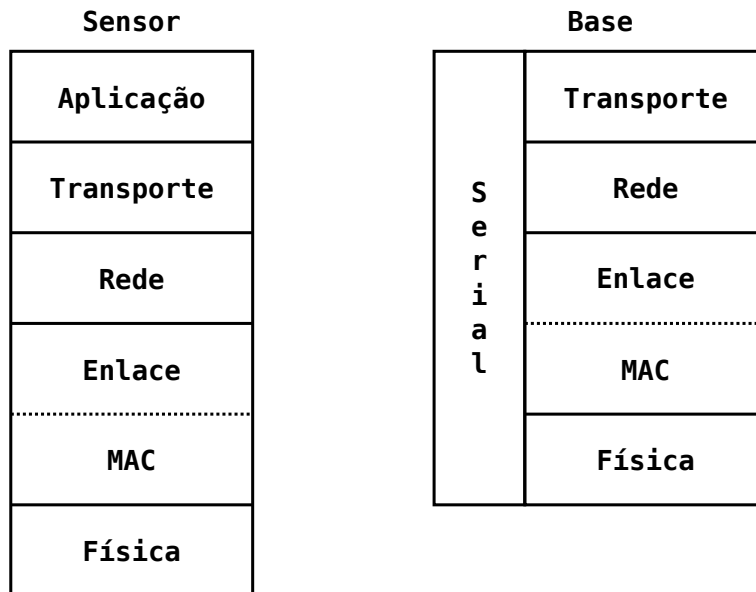 Sensor
Aplicação
Transporte
Rede
Enlace
MAC
Física
Base
Serial
Transporte
Rede
Enlace
MAC
Física